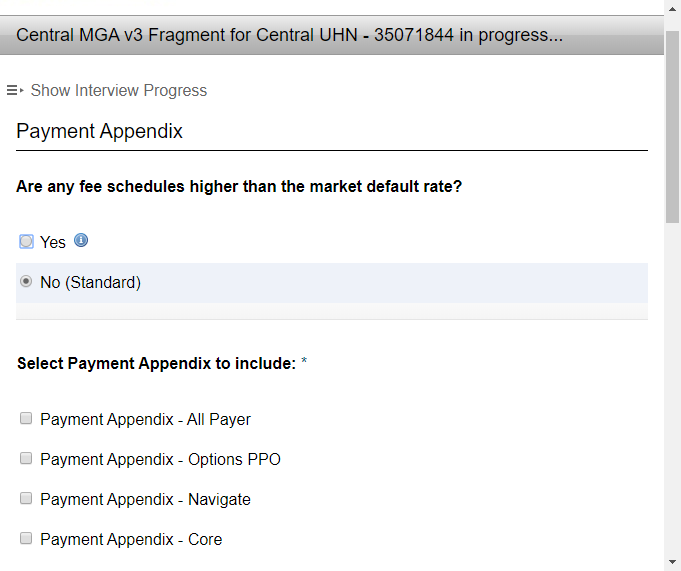 Central MGA v3 Fragment for Central UHN - 35071844 in progress...
Show Interview Progress
Payment Appendix
Are any fee schedules higher than the market default rate?
Yes
No (Standard)
Select Payment Appendix to include: *
Payment Appendix - All Payer
Payment Appendix - Options PPO
Payment Appendix - Navigate
Payment Appendix - Core